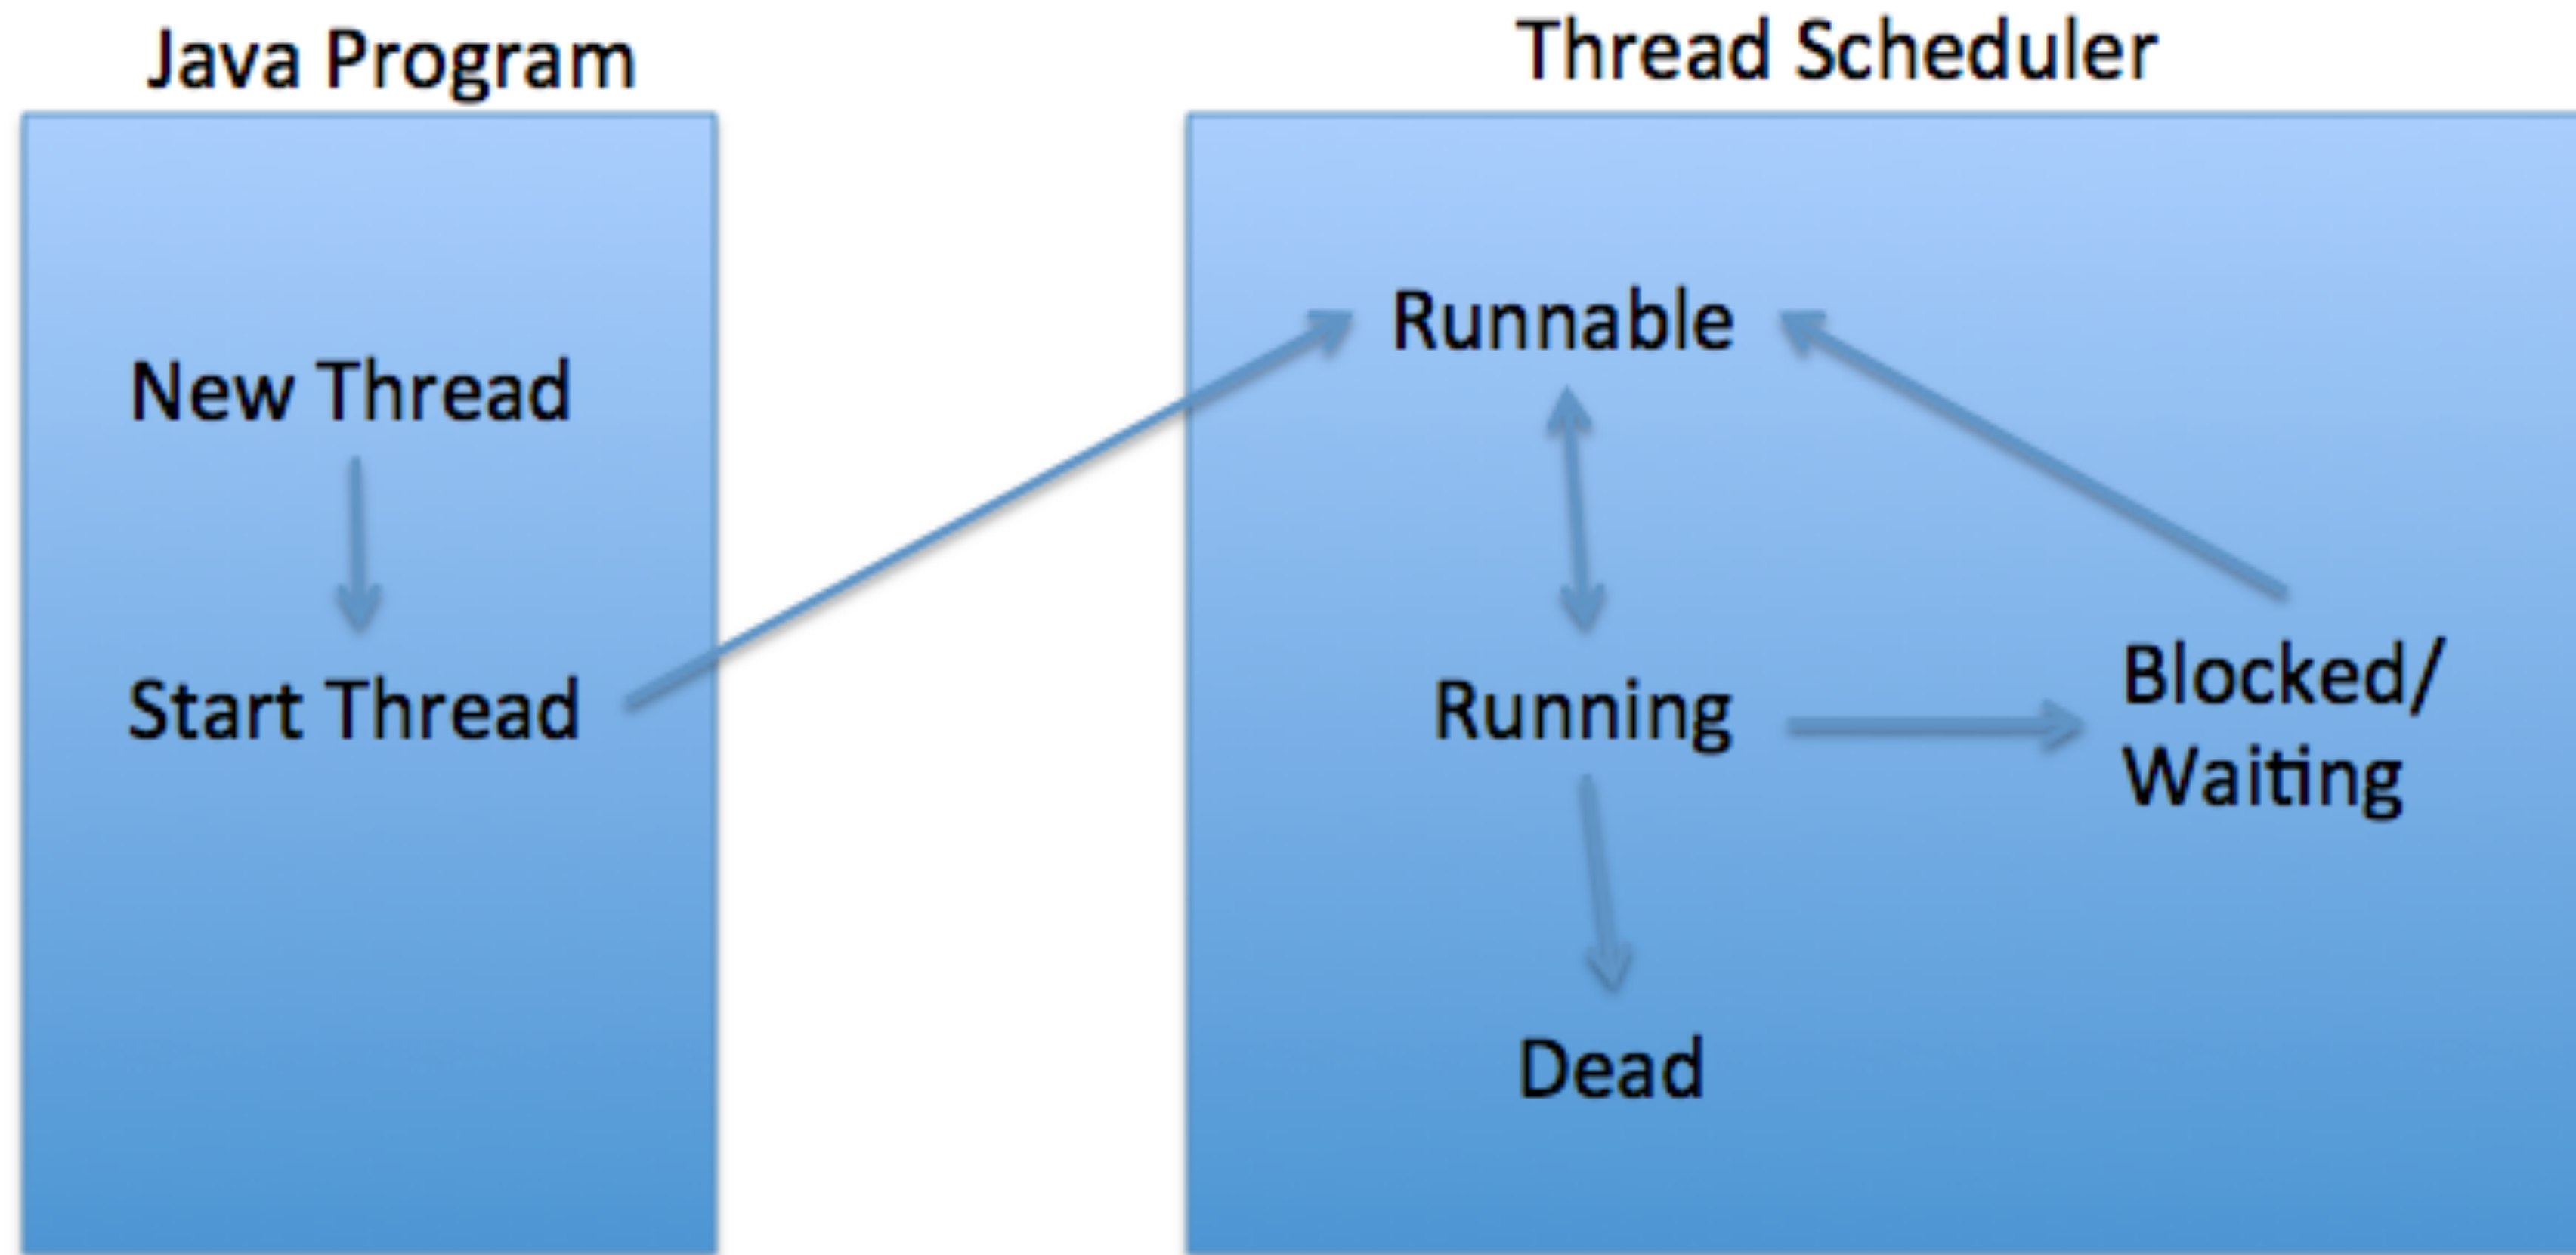 Java Program
New Thread
Start Thread
Thread Scheduler
Runnable
Running
Blocked/
Waiting
Dead